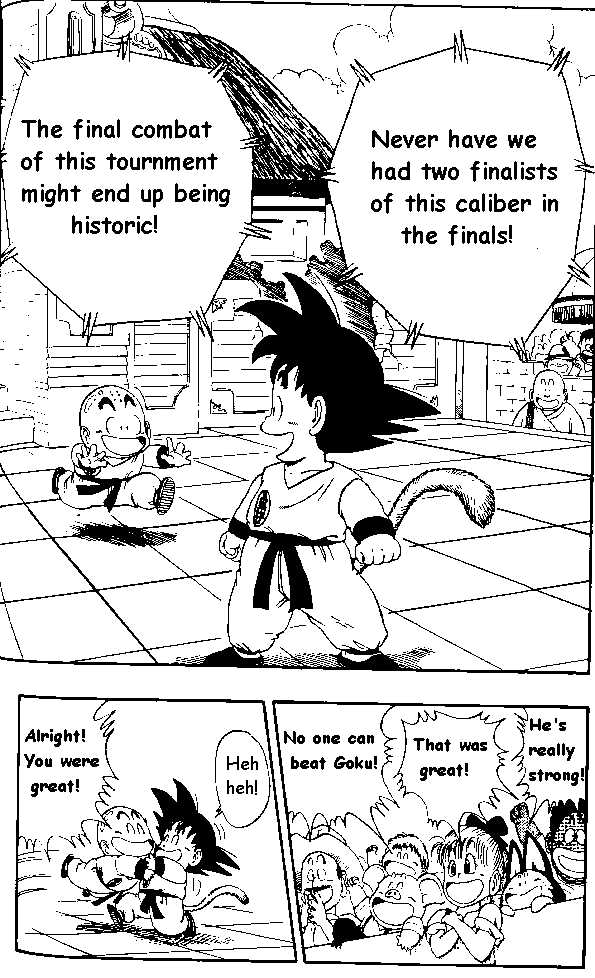 The final combat
of this tournment
might end up being
historic!
Never have we
had two finalists
of this caliber in
the finals!
Alright!
You were
great!
Heh
heh!
No one can
beat Goku!
That was
great!
He's
really
strong!